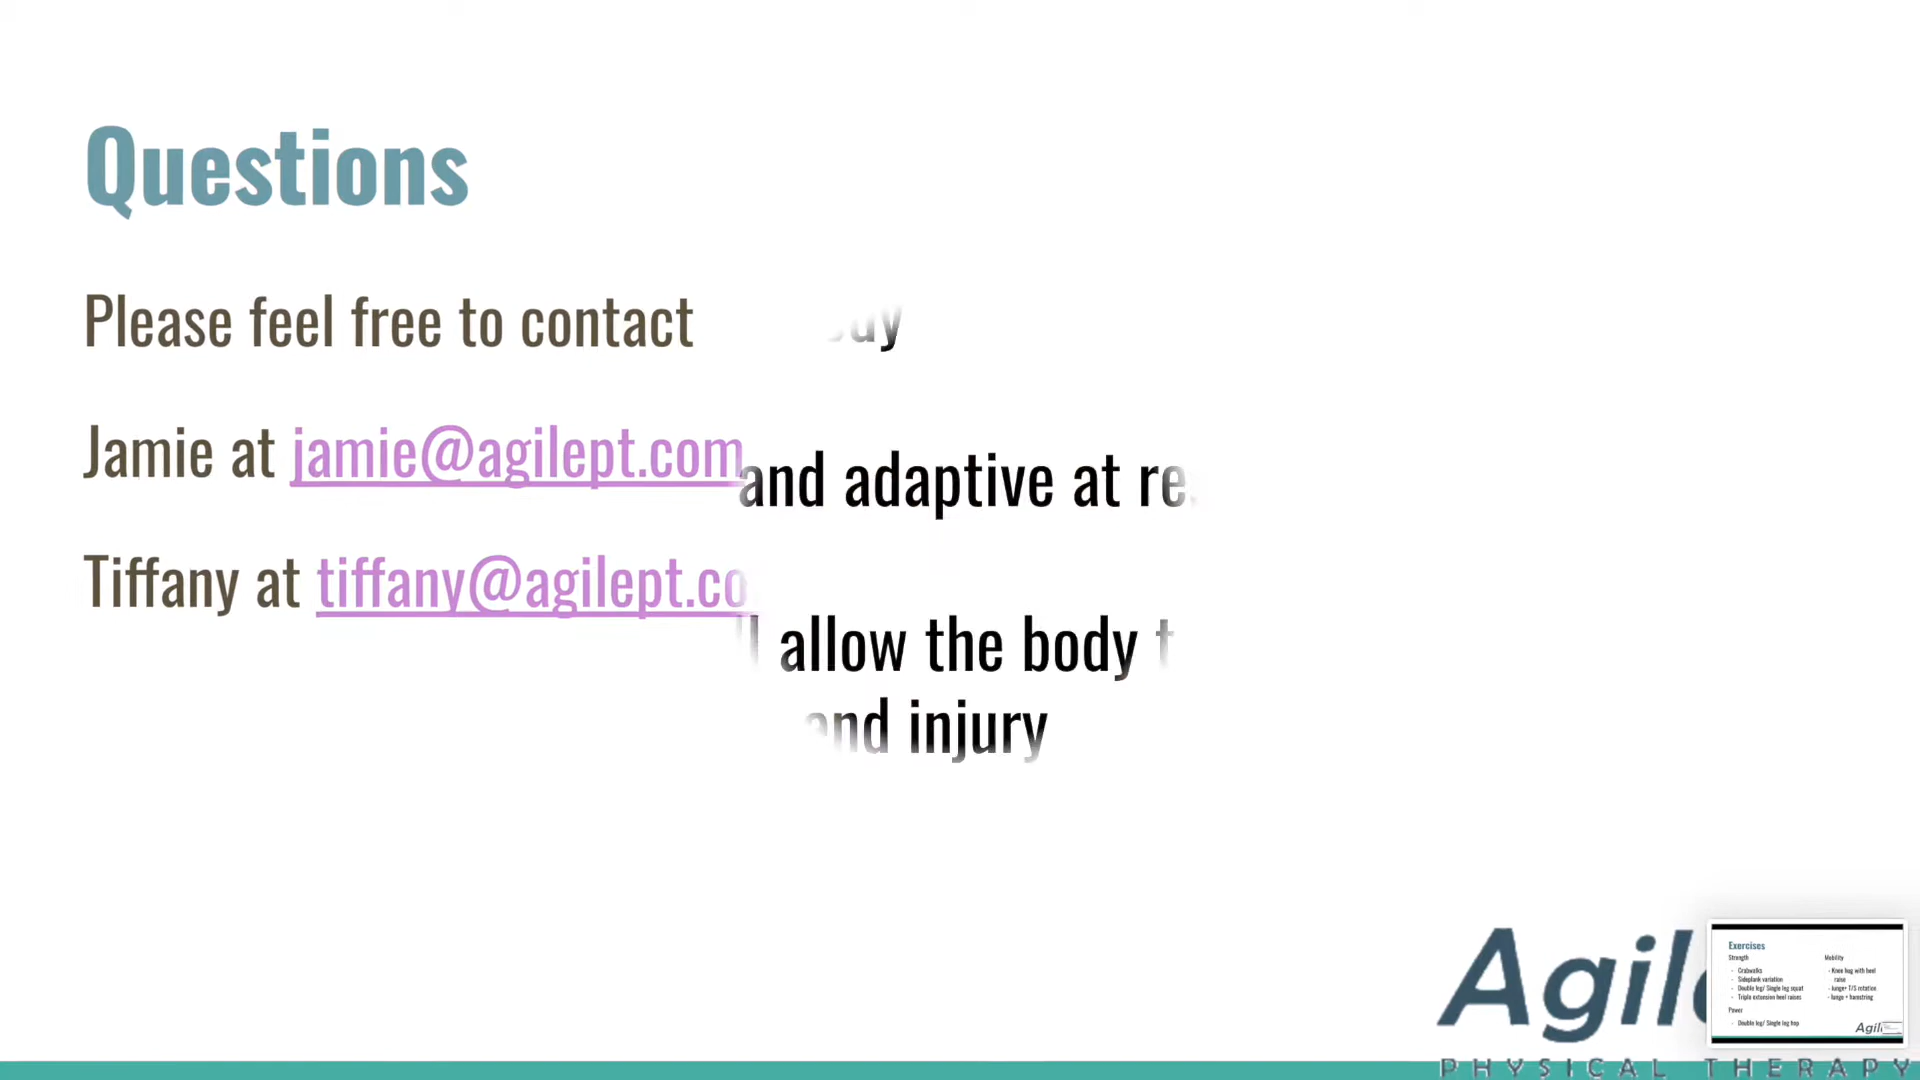 Questions
Please feel free to contact
Jamie at jamie@agilept.com
and adaptive at
Tiffany at tiffany@agilept.co
allow the body
and injury
Exercises
Strength
- Crabwalks
- Sideplank variation
- Double leg/ Single leg squat
- Triple extension heel raises
Power
- Double leg/ Single leg hop
Mobility
- Knee hug with heel
raise
- lunge+ T/S rotation
- lunge + hamstring
Agil
PHYSICAL THERAPY